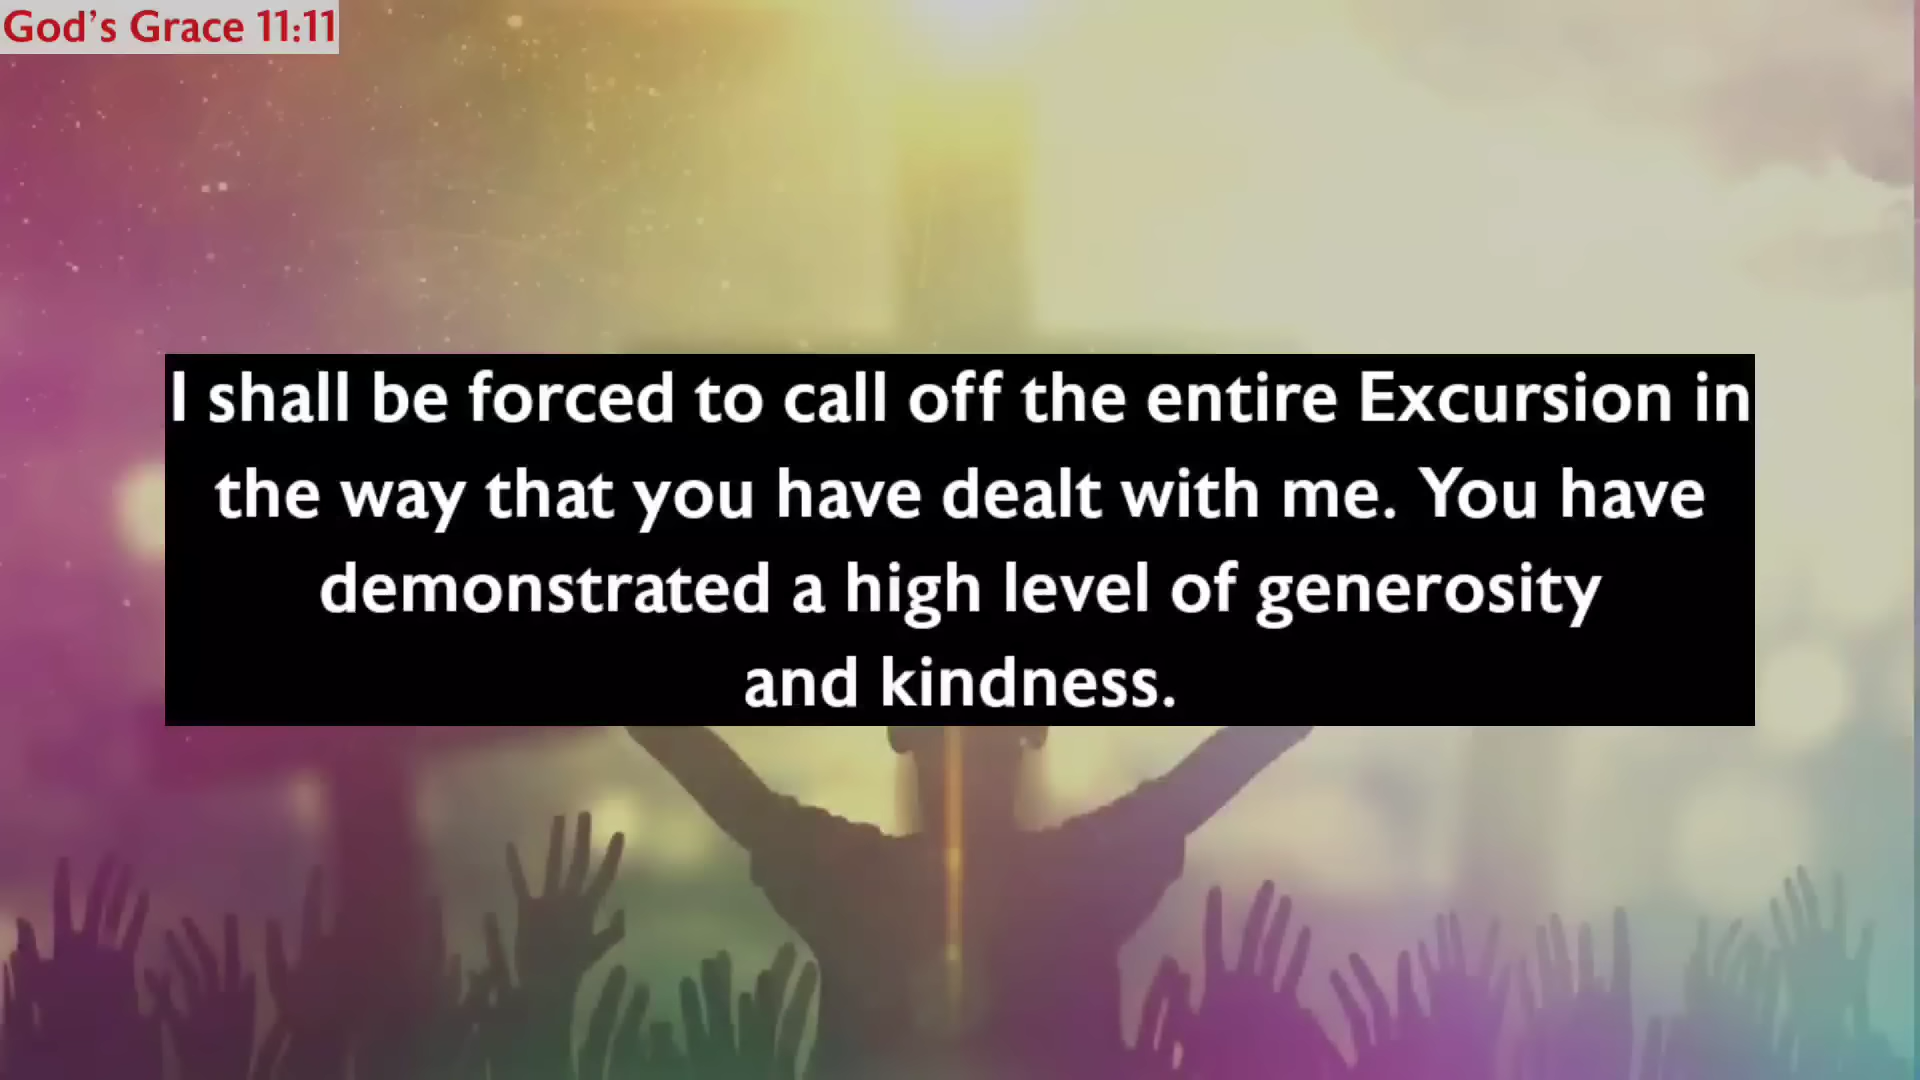 God’s Grace 11:11
I shall be forced to call off the entire Excursion in
the way that you have dealt with me. You have
demonstrated a high level of generosity
and kindness.